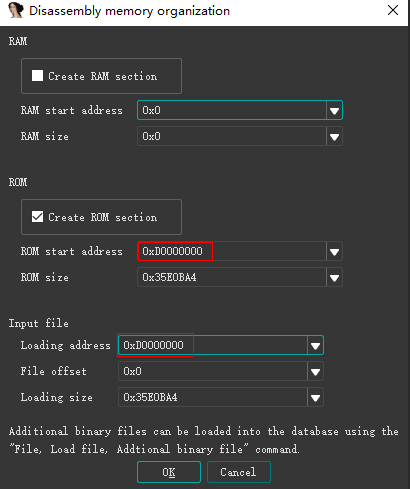 Disassembly memory organization
RAM
Create RAM section
RAM start address 0x0
RAM size 0x0
ROM
Create ROM section
ROM start address 0xD0000000
ROM size 0x35E0BA4
Input file
Loading address 0xD0000000
File offset 0x0
Loading size 0x35E0BA4
Additional binary files can be loaded into the database using the
"File, Load file, Addtional binary file" command.
OK Cancel